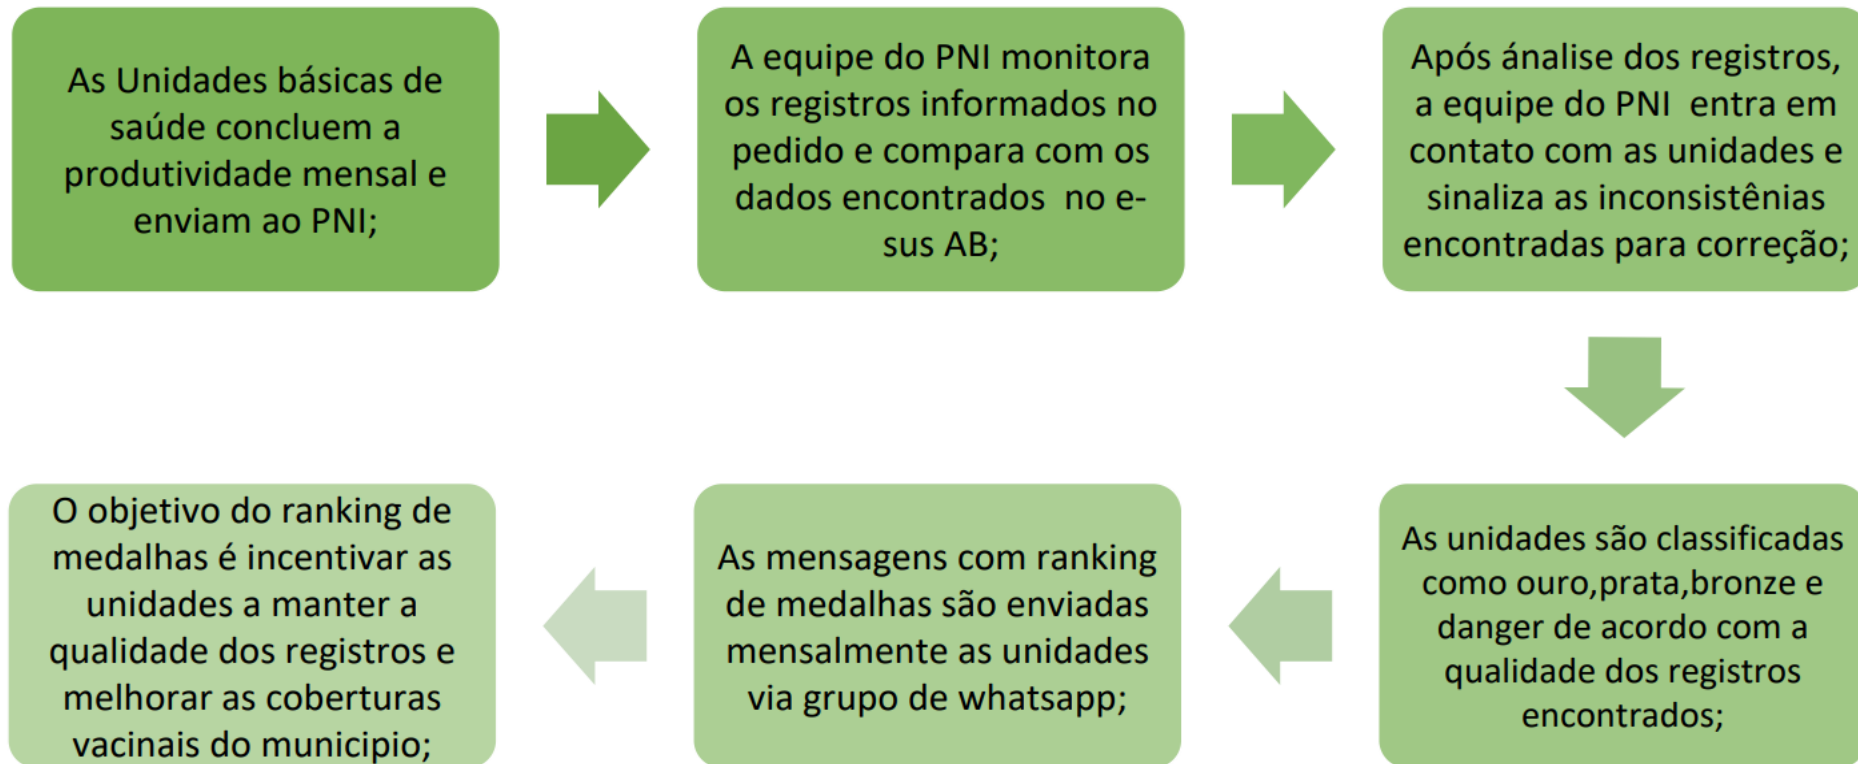 As Unidades básicas de
saúde concluem a
produtividade mensal e
enviam ao PNI;
A equipe do PNI monitora
os registros informados no
pedido e compara com os
dados encontrados no e-
sus AB;
Após ánalise dos registros,
a equipe do PNI entra em
contato com as unidades e
sinaliza as inconsistênias
encontradas para correção;
As unidades são classificadas
como ouro,prata,bronze e
danger de acordo com a
qualidade dos registros
encontrados;
As mensagens com ranking
de medalhas são enviadas
mensalmente as unidades
via grupo de whatsapp;
O objetivo do ranking de
medalhas é incentivar as
unidades a manter a
qualidade dos registros e
melhorar as coberturas
vacinais do municipio;